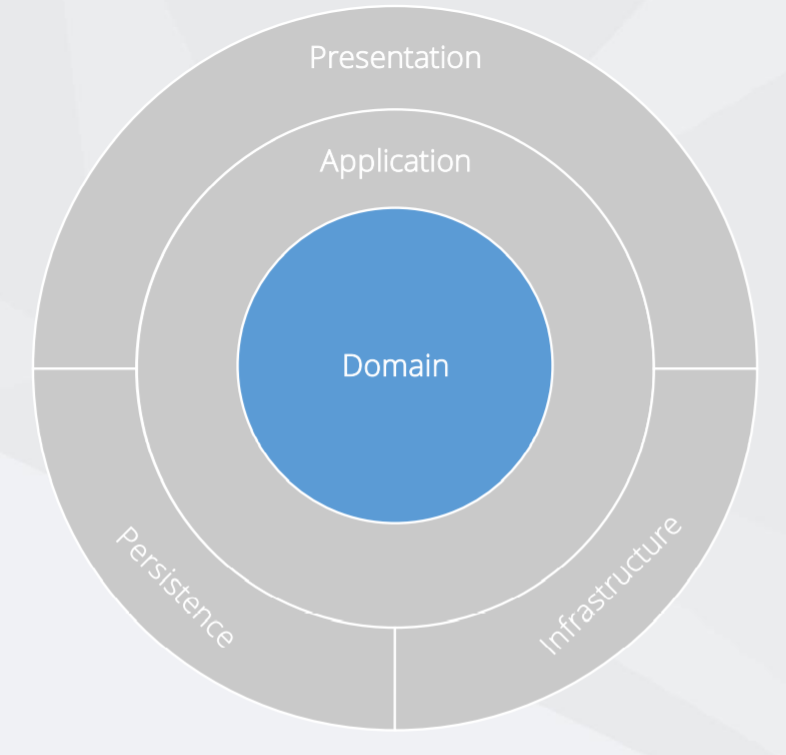 Presentation
Application
Domain
Persistence
Infrastructure